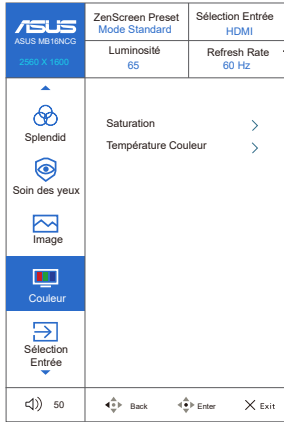 ASUS
ASUS MB16NCG
2560 X 1600
ZenScreen Preset
Mode Standard
Sélection Entrée
HDMI
Luminosité
65
Refresh Rate
60 Hz
Splendid
Soin des yeux
Image
Couleur
Sélection
Entrée
Saturation
Température Couleur
50
Back
Enter
Exit